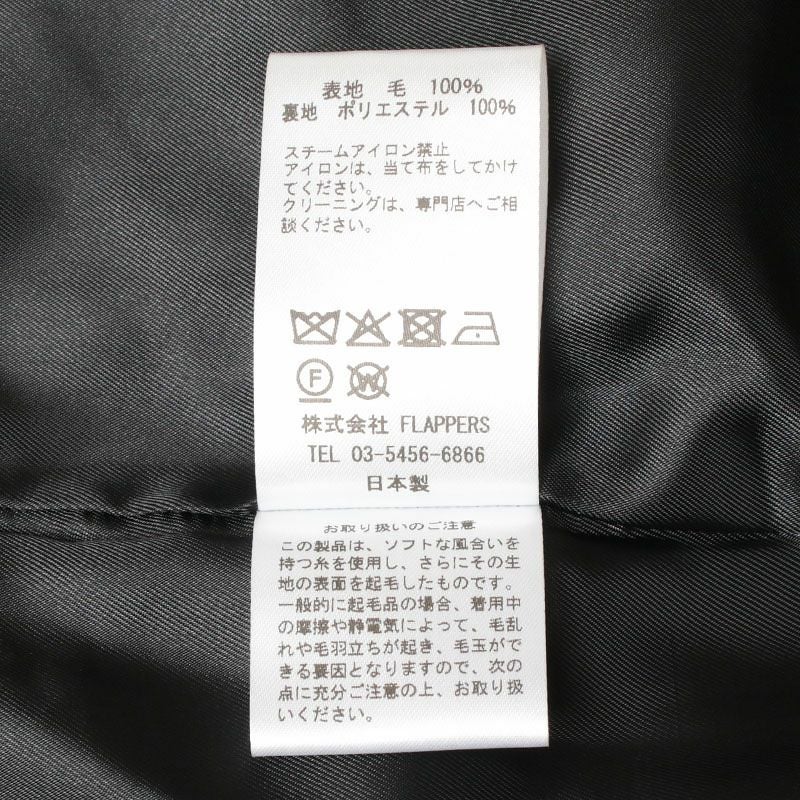 表地 毛 100%
裏地 ポリエステル 100%
スチームアイロン禁止
アイロンは、当て布をしてかけ
てください。
クリーニングは、専門店へご相
談ください。
F W
株式会社 FLAPPERS
TEL 03-5456-6866
日本製
お取り扱いのご注意
この製品は、ソフトな風合いを
持つ糸を使用し、さらにその生
地の表面を起毛したものです。
一般的に起毛品の場合、着用中
の摩擦や静電気によって、毛乱
れや毛羽立ちが起き、毛玉がで
きる要因となりますので、次の
点に充分ご注意の上、お取り扱
いください。